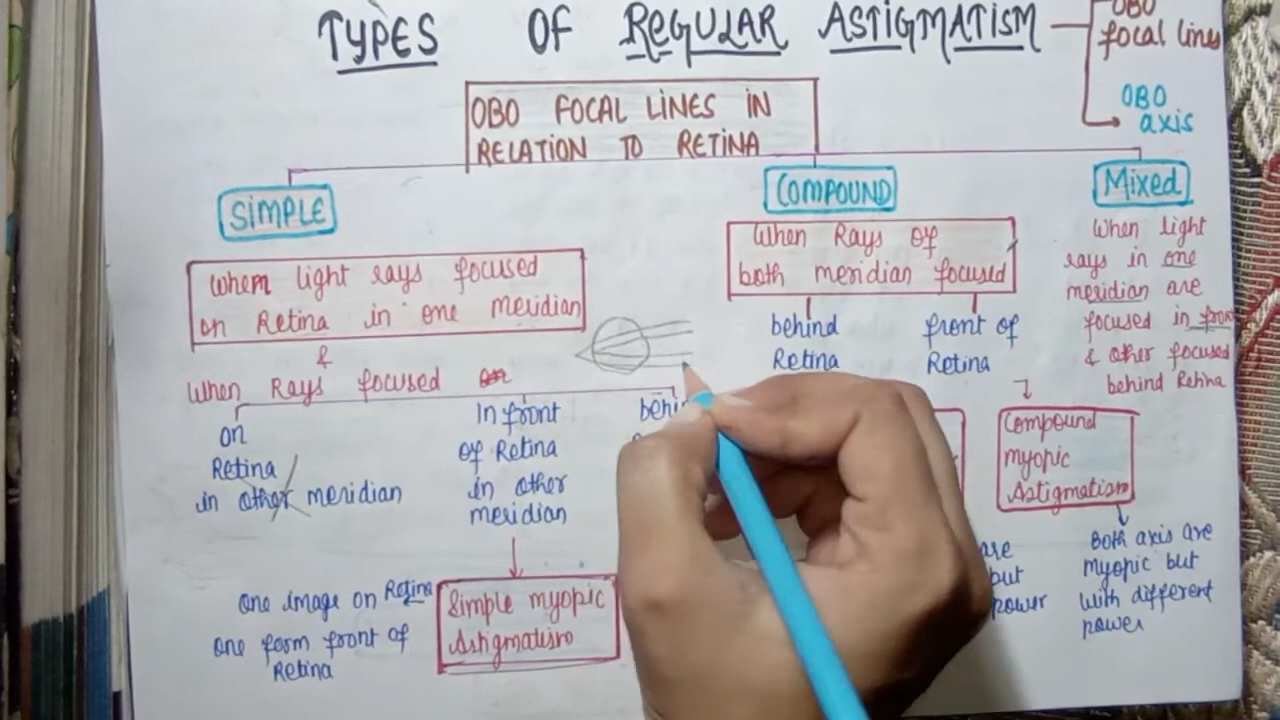 TYPES OF REGULAR ASTIGMATISM
OBO
focal lines
OBO
axis
OBO FOCAL LINES IN
RELATION TO RETINA
SIMPLE
When light rays focused
on Retina in one meridian
&
When Rays focused on
on
Retina
in other meridian
In front
of Retina
in other
meridian
One image on Retina
one form front of
Retina
Simple myopic
Astigmatism
COMPOUND
When Rays of
both meridian focused
behind
Retina
front of
Retina
are
but
power
Compound
myopic
Astigmatism
Both axis are
myopic but
with different
power
Mixed
When light
rays in one
meridian are
focused in front
& other focused
behind Retina